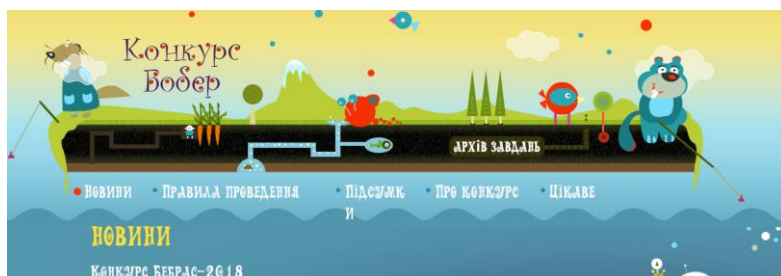 Конкурс
Бобер
Архів завдань
Новини
Правила проведення
Підсумк
и
Про конкурс
Цікаве
Новини
Конкурс Бебрас-2018